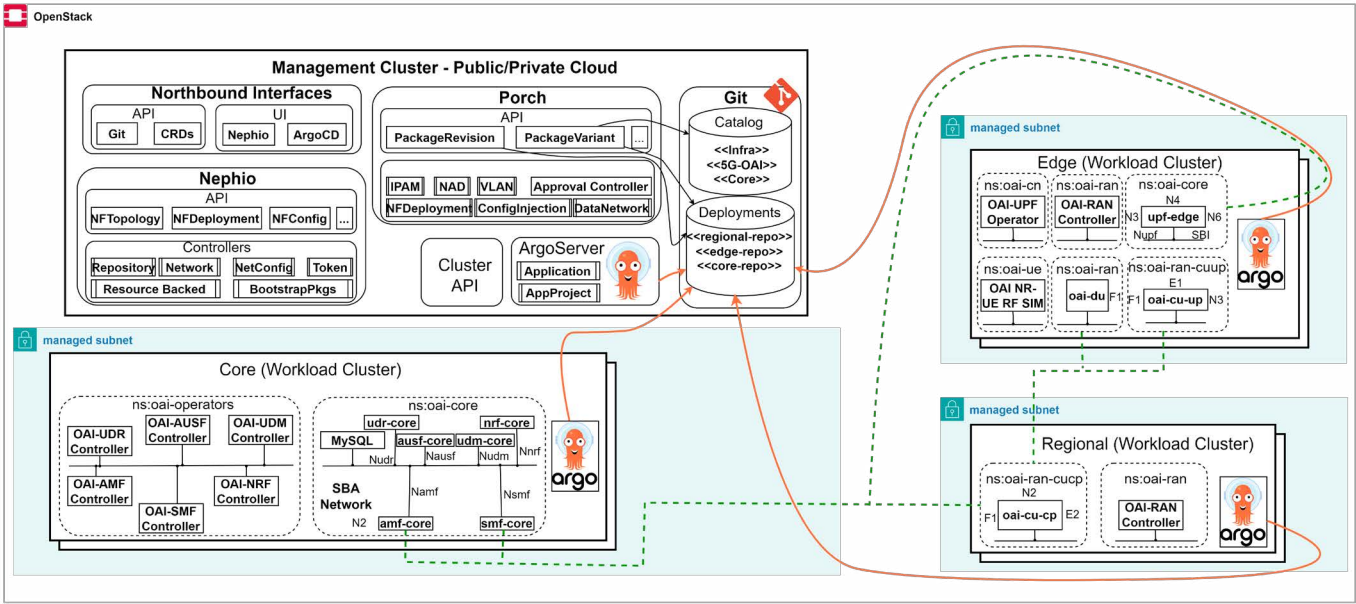 OpenStack
Management Cluster - Public/Private Cloud
Northbound Interfaces
API
Git
CRDs
UI
Nephio
ArgoCD
Nephio
API
NFTopology
NFDeployment
NFConfig
...
Controllers
Repository
Network
NetConfig
Token
Resource Backed
BootstrapPkgs
Porch
API
PackageRevision
PackageVariant
...
IPAM
NAD
VLAN
Approval Controller
NFDeployment
ConfigInjection
DataNetwork
Cluster
API
ArgoServer
Application
AppProject
Git
Catalog
<<Infra>>
<<5G-OAI>>
<<Core>>
Deployments
<<regional-repo>>
<<edge-repo>>
<<core-repo>>
managed subnet
Core (Workload Cluster)
ns:oai-operators
OAI-UDR
Controller
OAI-AUSF
Controller
OAI-UDM
Controller
OAI-AMF
Controller
OAI-SMF
Controller
OAI-NRF
Controller
ns:oai-core
udr-core
nrf-core
MySQL
ausf-core
udm-core
Nudr
Nausf
Nudm
Nnrf
SBA
Network
Namf
Nsmf
N2
amf-core
smf-core
argo
managed subnet
Edge (Workload Cluster)
ns:oai-cn
OAI-UPF
Operator
ns:oai-ran
OAI-RAN
Controller
ns:oai-core
N4
N3
upf-edge
N6
Nupf
SBI
ns:oai-ue
OAI NR-
UE RF SIM
ns:oai-ran
oai-du
F1
ns:oai-ran-cuup
E1
F1
oai-cu-up
N3
argo
managed subnet
Regional (Workload Cluster)
ns:oai-ran-cucp
N2
F1
oai-cu-cp
E2
ns:oai-ran
OAI-RAN
Controller
argo